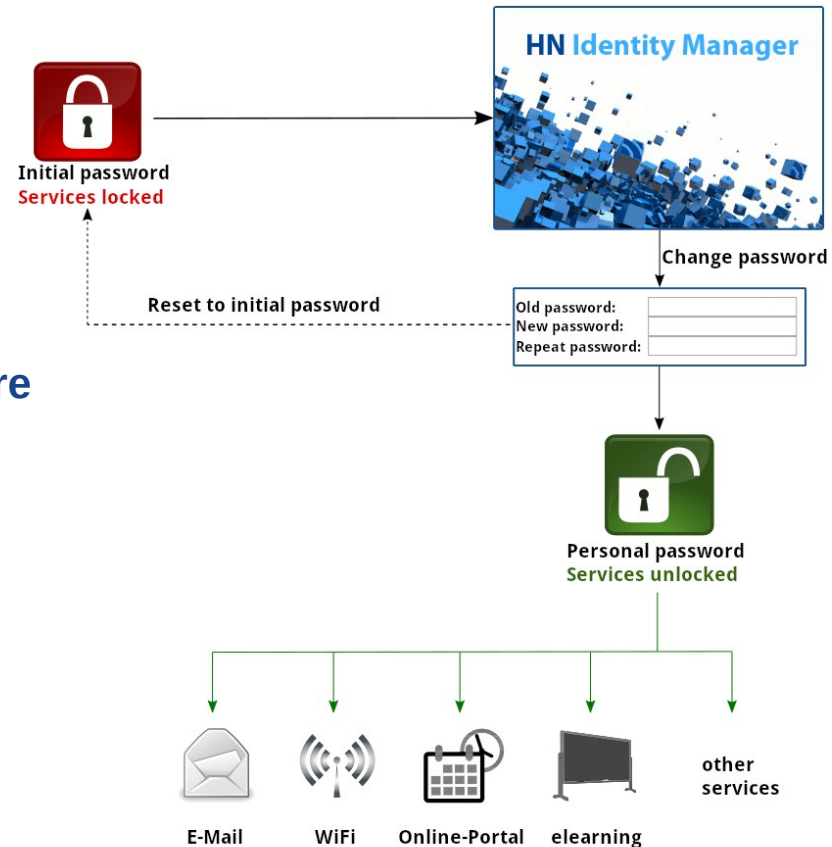 HN Identity Manager
Initial password
Services locked
Change password
Reset to initial password
Old password:
New password:
Repeat password:
re
Personal password
Services unlocked
other
services
E-Mail
WiFi
Online-Portal
elearning